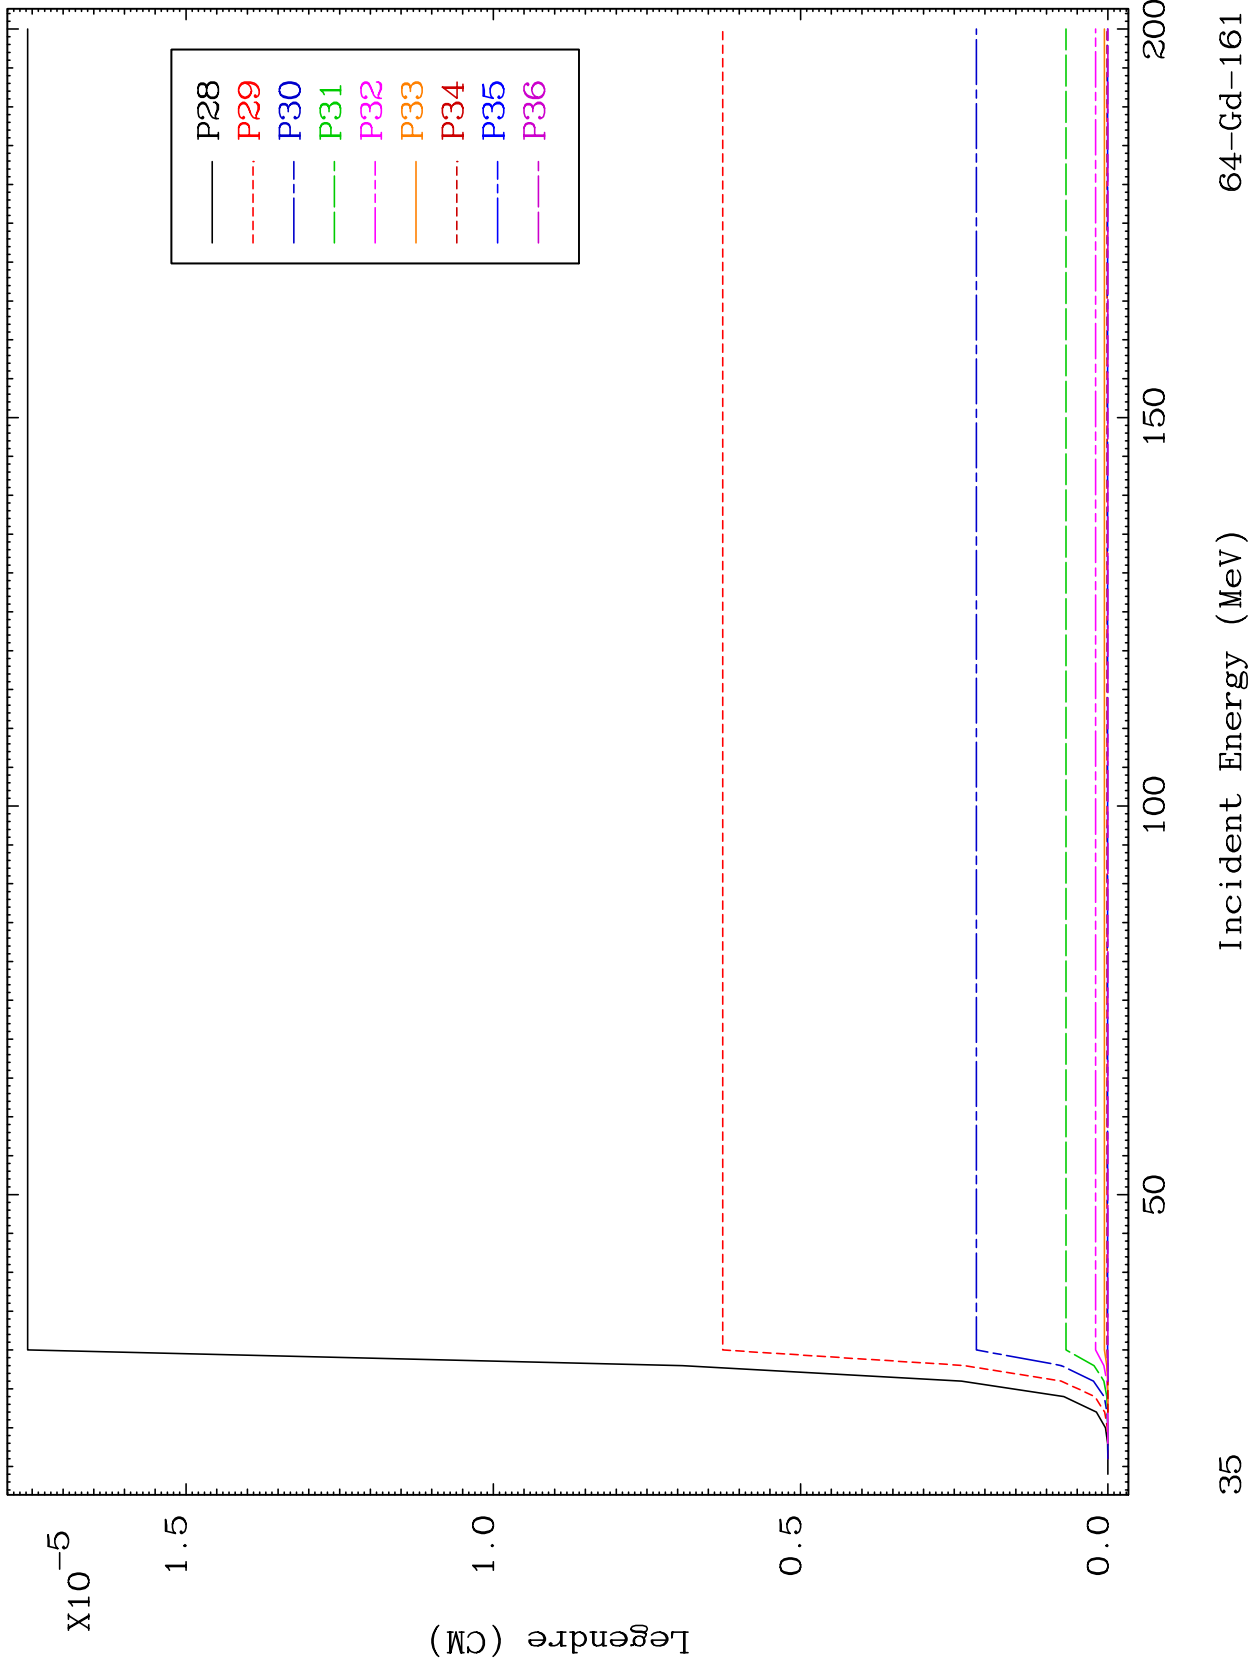 X10-5
1.5
1.0
0.5
0.0
Legendre (CM)
P28
P29
P30
P31
P32
P33
P34
P35
P36
50
100
150
200
Incident Energy (MeV)
35
64-Gd-161